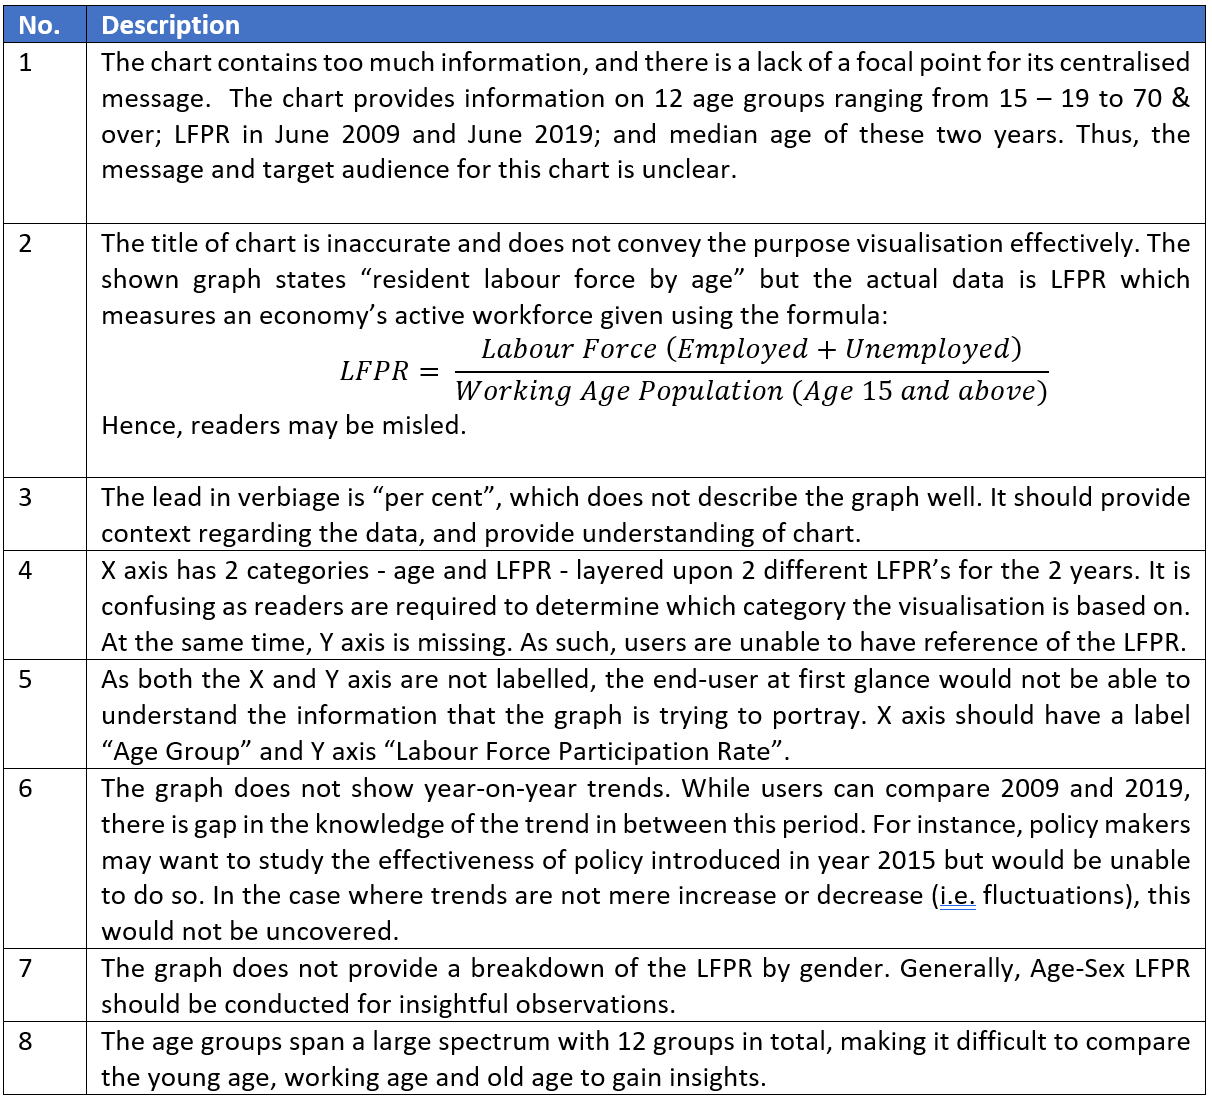 No. Description
1 The chart contains too much information, and there is a lack of a focal point for its centralised
message.  The chart provides information on 12 age groups ranging from 15 – 19 to 70 &
over; LFPR in June 2009 and June 2019; and median age of these two years. Thus, the
message and target audience for this chart is unclear.
2 The title of chart is inaccurate and does not convey the purpose visualisation effectively. The
shown graph states “resident labour force by age” but the actual data is LFPR which
measures an economy’s active workforce given using the formula:
LFPR = Labour Force (Employed + Unemployed)
Working Age Population (Age 15 and above)
Hence, readers may be misled.
3 The lead in verbiage is “per cent”, which does not describe the graph well. It should provide
context regarding the data, and provide understanding of chart.
4 X axis has 2 categories - age and LFPR - layered upon 2 different LFPR’s for the 2 years. It is
confusing as readers are required to determine which category the visualisation is based on.
At the same time, Y axis is missing. As such, users are unable to have reference of the LFPR.
5 As both the X and Y axis are not labelled, the end-user at first glance would not be able to
understand the information that the graph is trying to portray. X axis should have a label
“Age Group” and Y axis “Labour Force Participation Rate”.
6 The graph does not show year-on-year trends. While users can compare 2009 and 2019,
there is gap in the knowledge of the trend in between this period. For instance, policy makers
may want to study the effectiveness of policy introduced in year 2015 but would be unable
to do so. In the case where trends are not mere increase or decrease (i.e. fluctuations), this
would not be uncovered.
7 The graph does not provide a breakdown of the LFPR by gender. Generally, Age-Sex LFPR
should be conducted for insightful observations.
8 The age groups span a large spectrum with 12 groups in total, making it difficult to compare
the young age, working age and old age to gain insights.